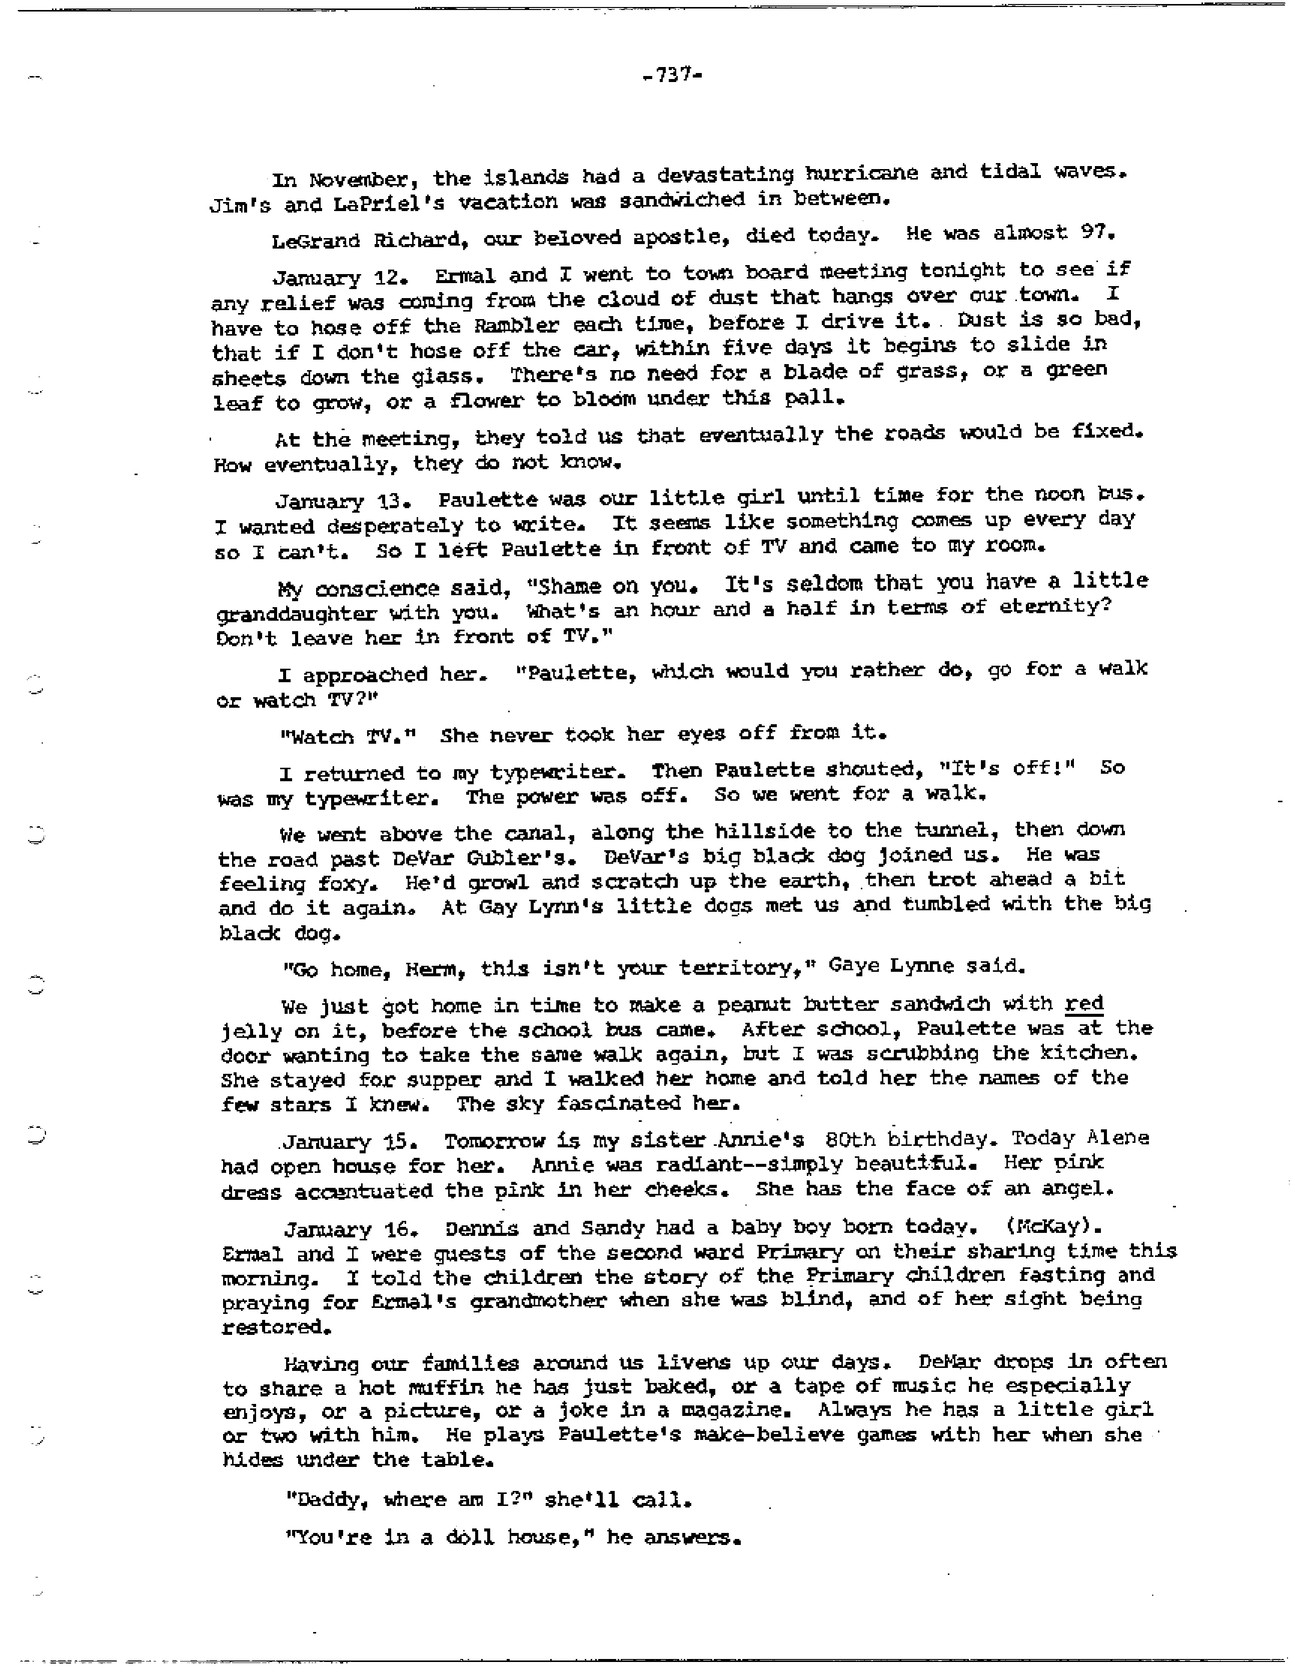 -737-
In November, the islands had a devastating hurricane and tidal waves.
Jim's and LaPriel's vacation was sandwiched in between.
LeGrand Richard, our beloved apostle, died today. He was almost 97.
January 12. Ermal and I went to town board meeting tonight to see if
any relief was coming from the cloud of dust that hangs over our town. I
have to hose off the Rambler each time, before I drive it. Dust is so bad,
that if I don't hose off the car, within five days it begins to slide in
sheets down the glass. There's no need for a blade of grass, or a green
leaf to grow, or a flower to bloom under this pall.
At the meeting, they told us that eventually the roads would be fixed.
How eventually, they do not know.
January 13. Paulette was our little girl until time for the noon bus.
I wanted desperately to write. It seems like something comes up every day
so I can't. So I left Paulette in front of TV and came to my room.
My conscience said, "Shame on you. It's seldom that you have a little
granddaughter with you. What's an hour and a half in terms of eternity?
Don't leave her in front of TV."
I approached her. "Paulette, which would you rather do, go for a walk
or watch TV?"
"Watch TV." She never took her eyes off from it.
I returned to my typewriter. Then Paulette shouted, "It's off!" So
was my typewriter. The power was off. So we went for a walk.
We went above the canal, along the hillside to the tunnel, then down
the road past DeVar Gubler's. DeVar's big black dog joined us. He was
feeling foxy. He'd growl and scratch up the earth, then trot ahead a bit
and do it again. At Gay Lynn's little dogs met us and tumbled with the big
black dog.
"Go home, Herm, this isn't your territory," Gaye Lynne said.
We just got home in time to make a peanut butter sandwich with red
jelly on it, before the school bus came. After school, Paulette was at the
door wanting to take the same walk again, but I was scrubbing the kitchen.
She stayed for supper and I walked her home and told her the names of the
few stars I knew. The sky fascinated her.
January 15. Tomorrow is my sister Annie's 80th birthday. Today Alene
had open house for her. Annie was radiant--simply beautiful. Her pink
dress accentuated the pink in her cheeks. She has the face of an angel.
January 16. Dennis and Sandy had a baby boy born today. (McKay).
Ermal and I were guests of the second ward Primary on their sharing time this
morning. I told the children the story of the Primary children fasting and
praying for Ermal's grandmother when she was blind, and of her sight being
restored.
Having our families around us livens up our days. DeMar drops in often
to share a hot muffin he has just baked, or a tape of music he especially
enjoys, or a picture, or a joke in a magazine. Always he has a little girl
or two with him. He plays Paulette's make-believe games with her when she
hides under the table.
"Daddy, where am I?" she'll call.
"You're in a doll house," he answers.